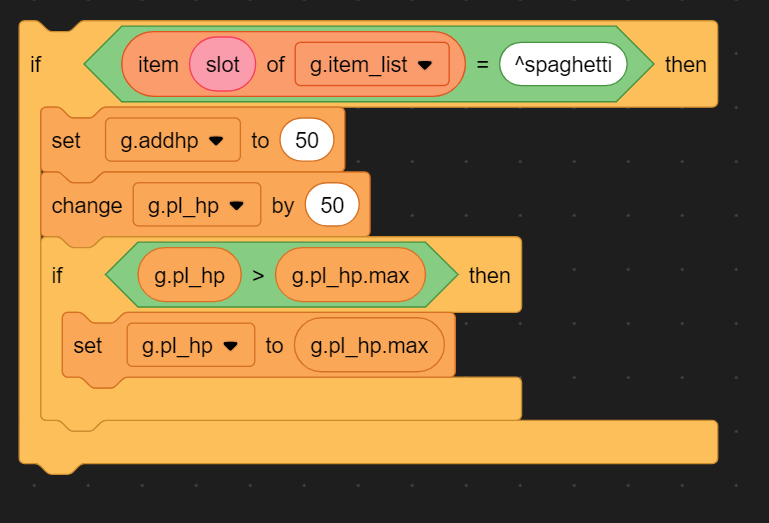 if item slot of g.item_list = ^spaghetti then
set g.addhp to 50
change g.pl_hp by 50
if g.pl_hp > g.pl_hp.max then
set g.pl_hp to g.pl_hp.max